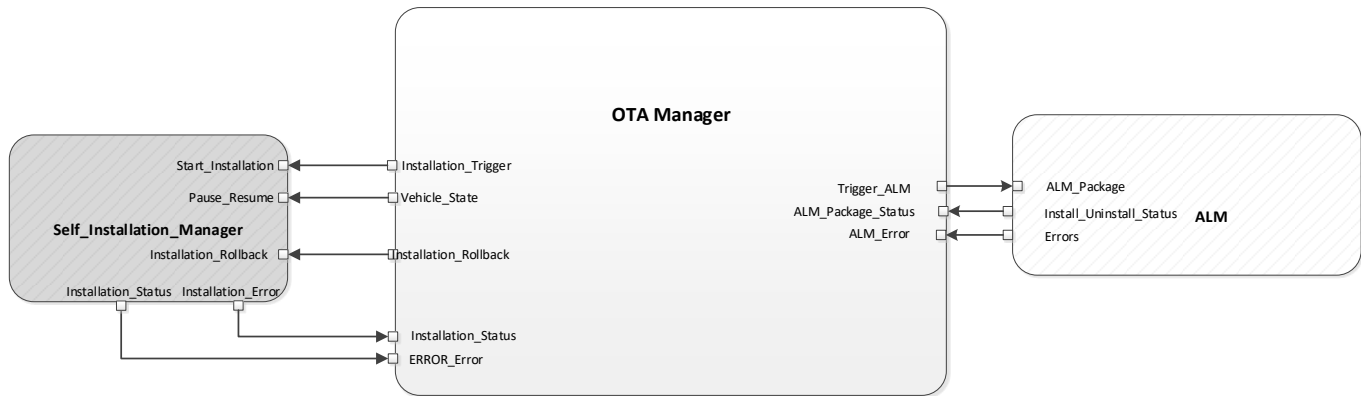 OTA Manager
Start_Installation
Installation_Trigger
Pause_Resume
Vehicle_State
Self_Installation_Manager
Installation_Rollback
Installation_Rollback
Installation_Status
Installation_Error
Installation_Status
ERROR_Error
Trigger_ALM
ALM_Package
ALM_Package_Status
Install_Uninstall_Status
ALM
ALM_Error
Errors